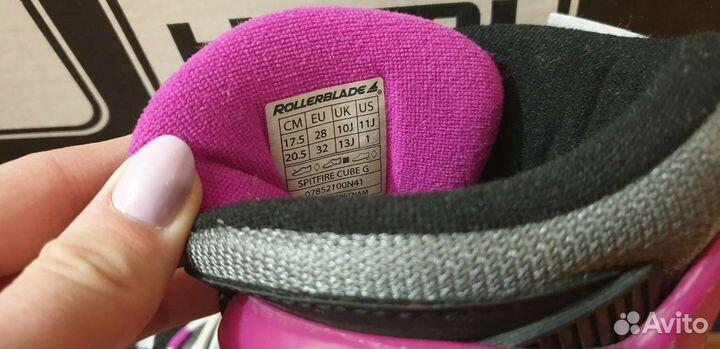 ROLLERBLADE
CM EU UK US
17.5 28 10J 11J
20.5 32 13J 1
SPITFIRE CUBE G
07852100N41
Avito